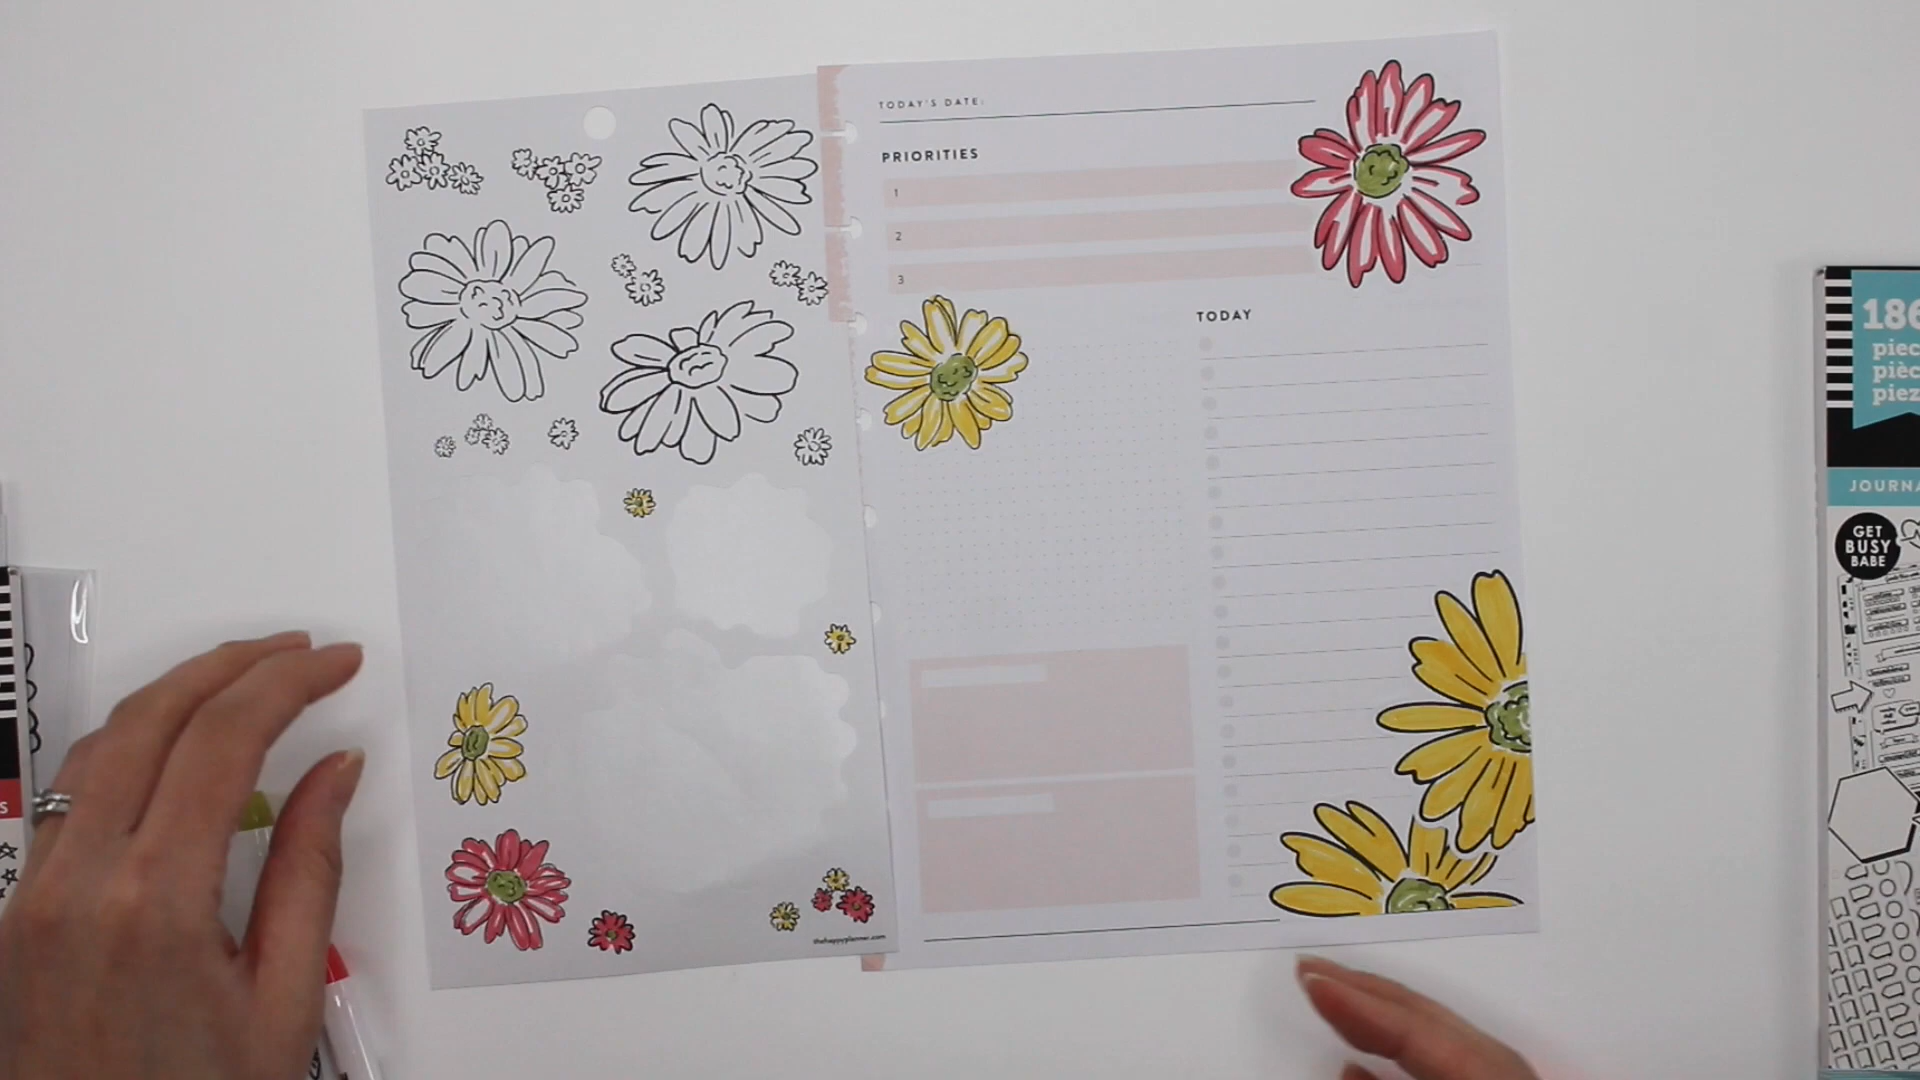 TODAY'S DATE:
PRIORITIES
1
2
3
TODAY
thehappyplanner.com
186
piec
pièc
piez
JOURNA
GET
BUSY
BABE
S